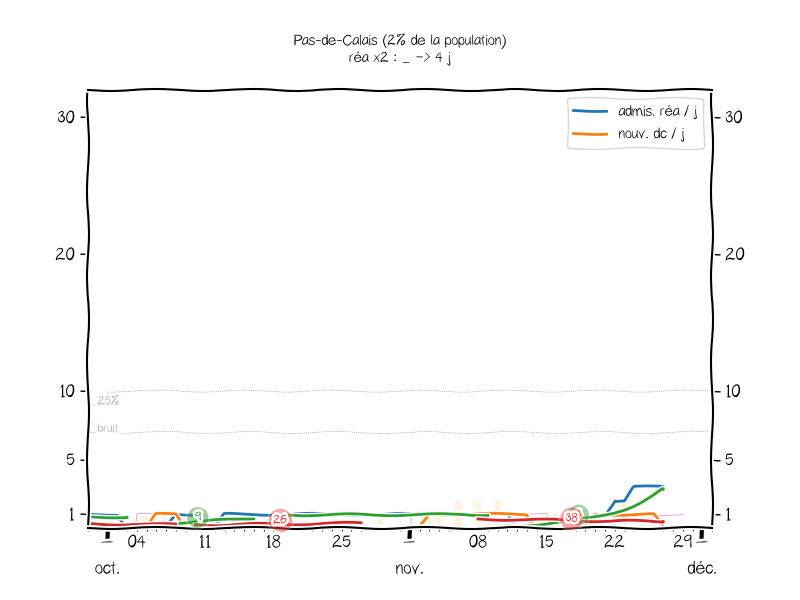 Pas-de-Calais (2% de la population)
réa x2 : _ -> 4 j
admis. réa / j
nouv. dc / j
30
30
20
20
10
10
25%
bruit
5
5
1
1
9
26
38
04
11
18
25
08
15
22
29
oct.
nov.
déc.